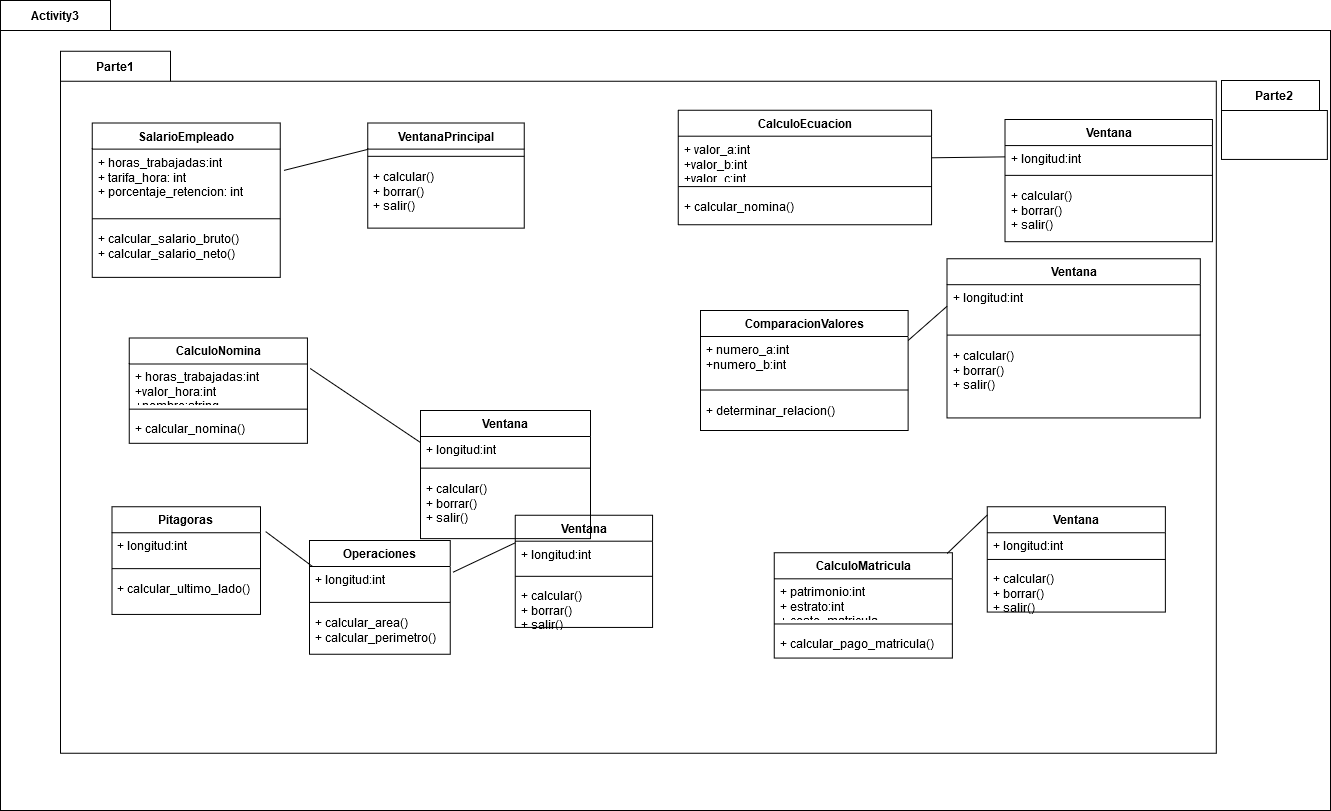 Activity3
Parte1
Parte2
SalarioEmpleado
+ horas_trabajadas:int
+ tarifa_hora: int
+ porcentaje_retencion: int
+ calcular_salario_bruto()
+ calcular_salario_neto()
VentanaPrincipal
+ calcular()
+ borrar()
+ salir()
CalculoEcuacion
+ valor_a:int
+valor_b:int
+valor_c:int
+ calcular_nomina()
Ventana
+ longitud:int
+ calcular()
+ borrar()
+ salir()
CalculoNomina
+ horas_trabajadas:int
+valor_hora:int
+nombre:string
+ calcular_nomina()
Ventana
+ longitud:int
+ calcular()
+ borrar()
+ salir()
ComparacionValores
+ numero_a:int
+numero_b:int
+ determinar_relacion()
Ventana
+ longitud:int
+ calcular()
+ borrar()
+ salir()
Pitagoras
+ longitud:int
+ calcular_ultimo_lado()
Operaciones
+ longitud:int
+ calcular_area()
+ calcular_perimetro()
Ventana
+ longitud:int
+ calcular()
+ borrar()
+ salir()
CalculoMatricula
+ patrimonio:int
+ estrato:int
+ costo_matricula
+ calcular_pago_matricula()
Ventana
+ longitud:int
+ calcular()
+ borrar()
+ salir()